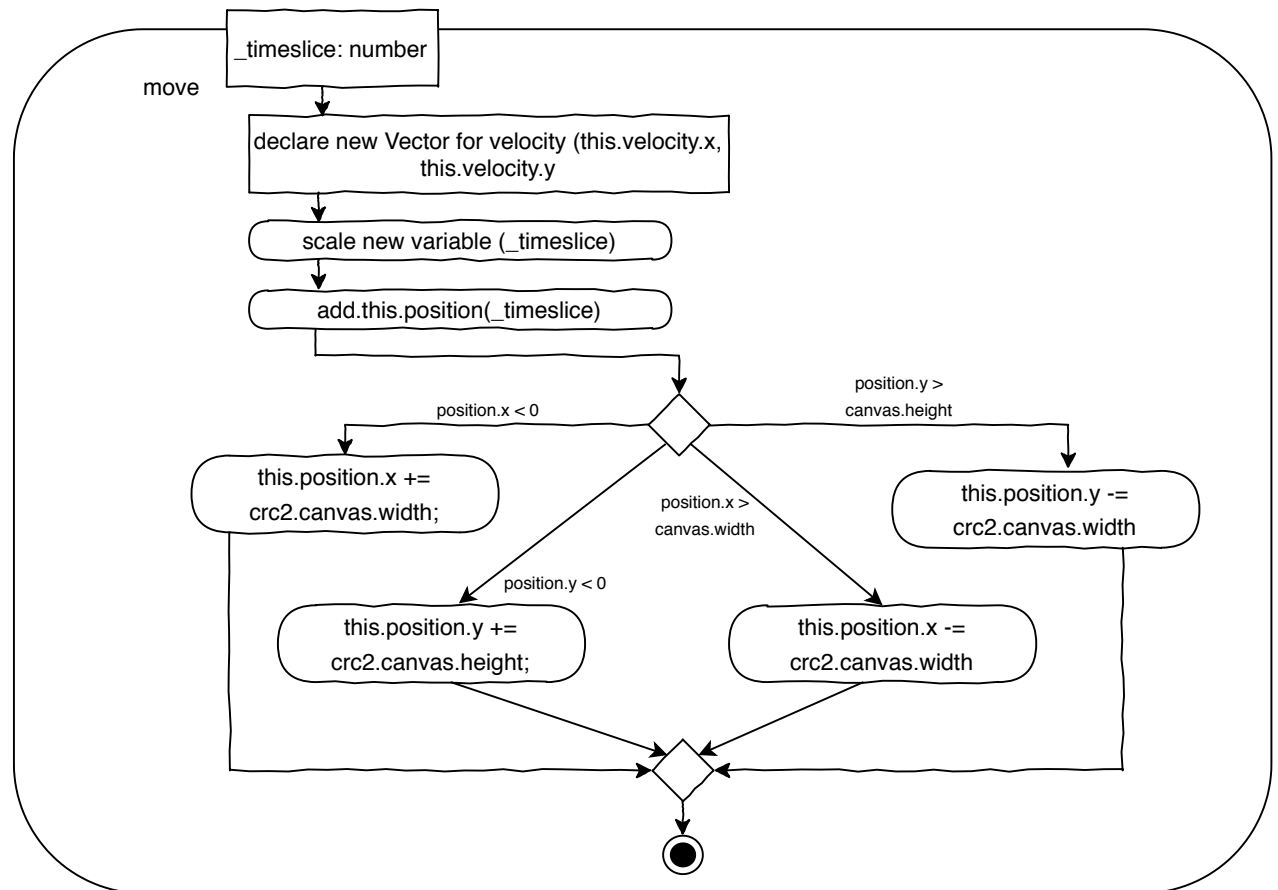 _timeslice: number
move
declare new Vector for velocity (this.velocity.x,
this.velocity.y
scale new variable (_timeslice)
add.this.position(_timeslice)
position.x < 0
position.y >
canvas.height
this.position.x +=
crc2.canvas.width;
position.x >
canvas.width
this.position.y -=
crc2.canvas.width
position.y < 0
this.position.y +=
crc2.canvas.height;
this.position.x -=
crc2.canvas.width